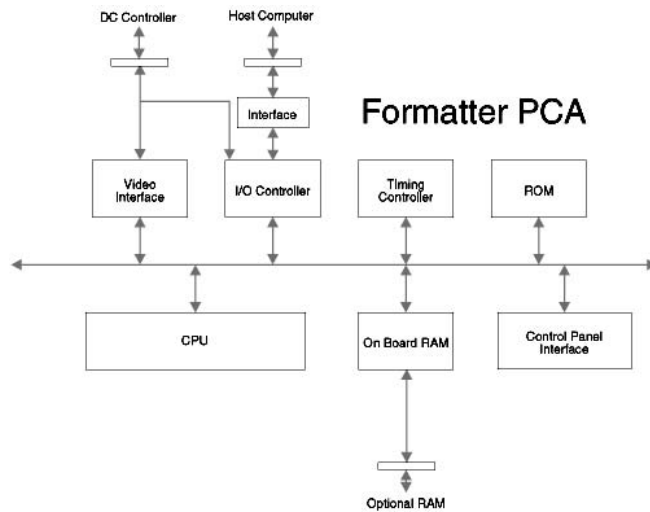 DC Controller
Host Computer
Interface
Formatter PCA
Video
Interface
I/O Controller
Timing
Controller
ROM
CPU
On Board RAM
Control Panel
Interface
Optional RAM